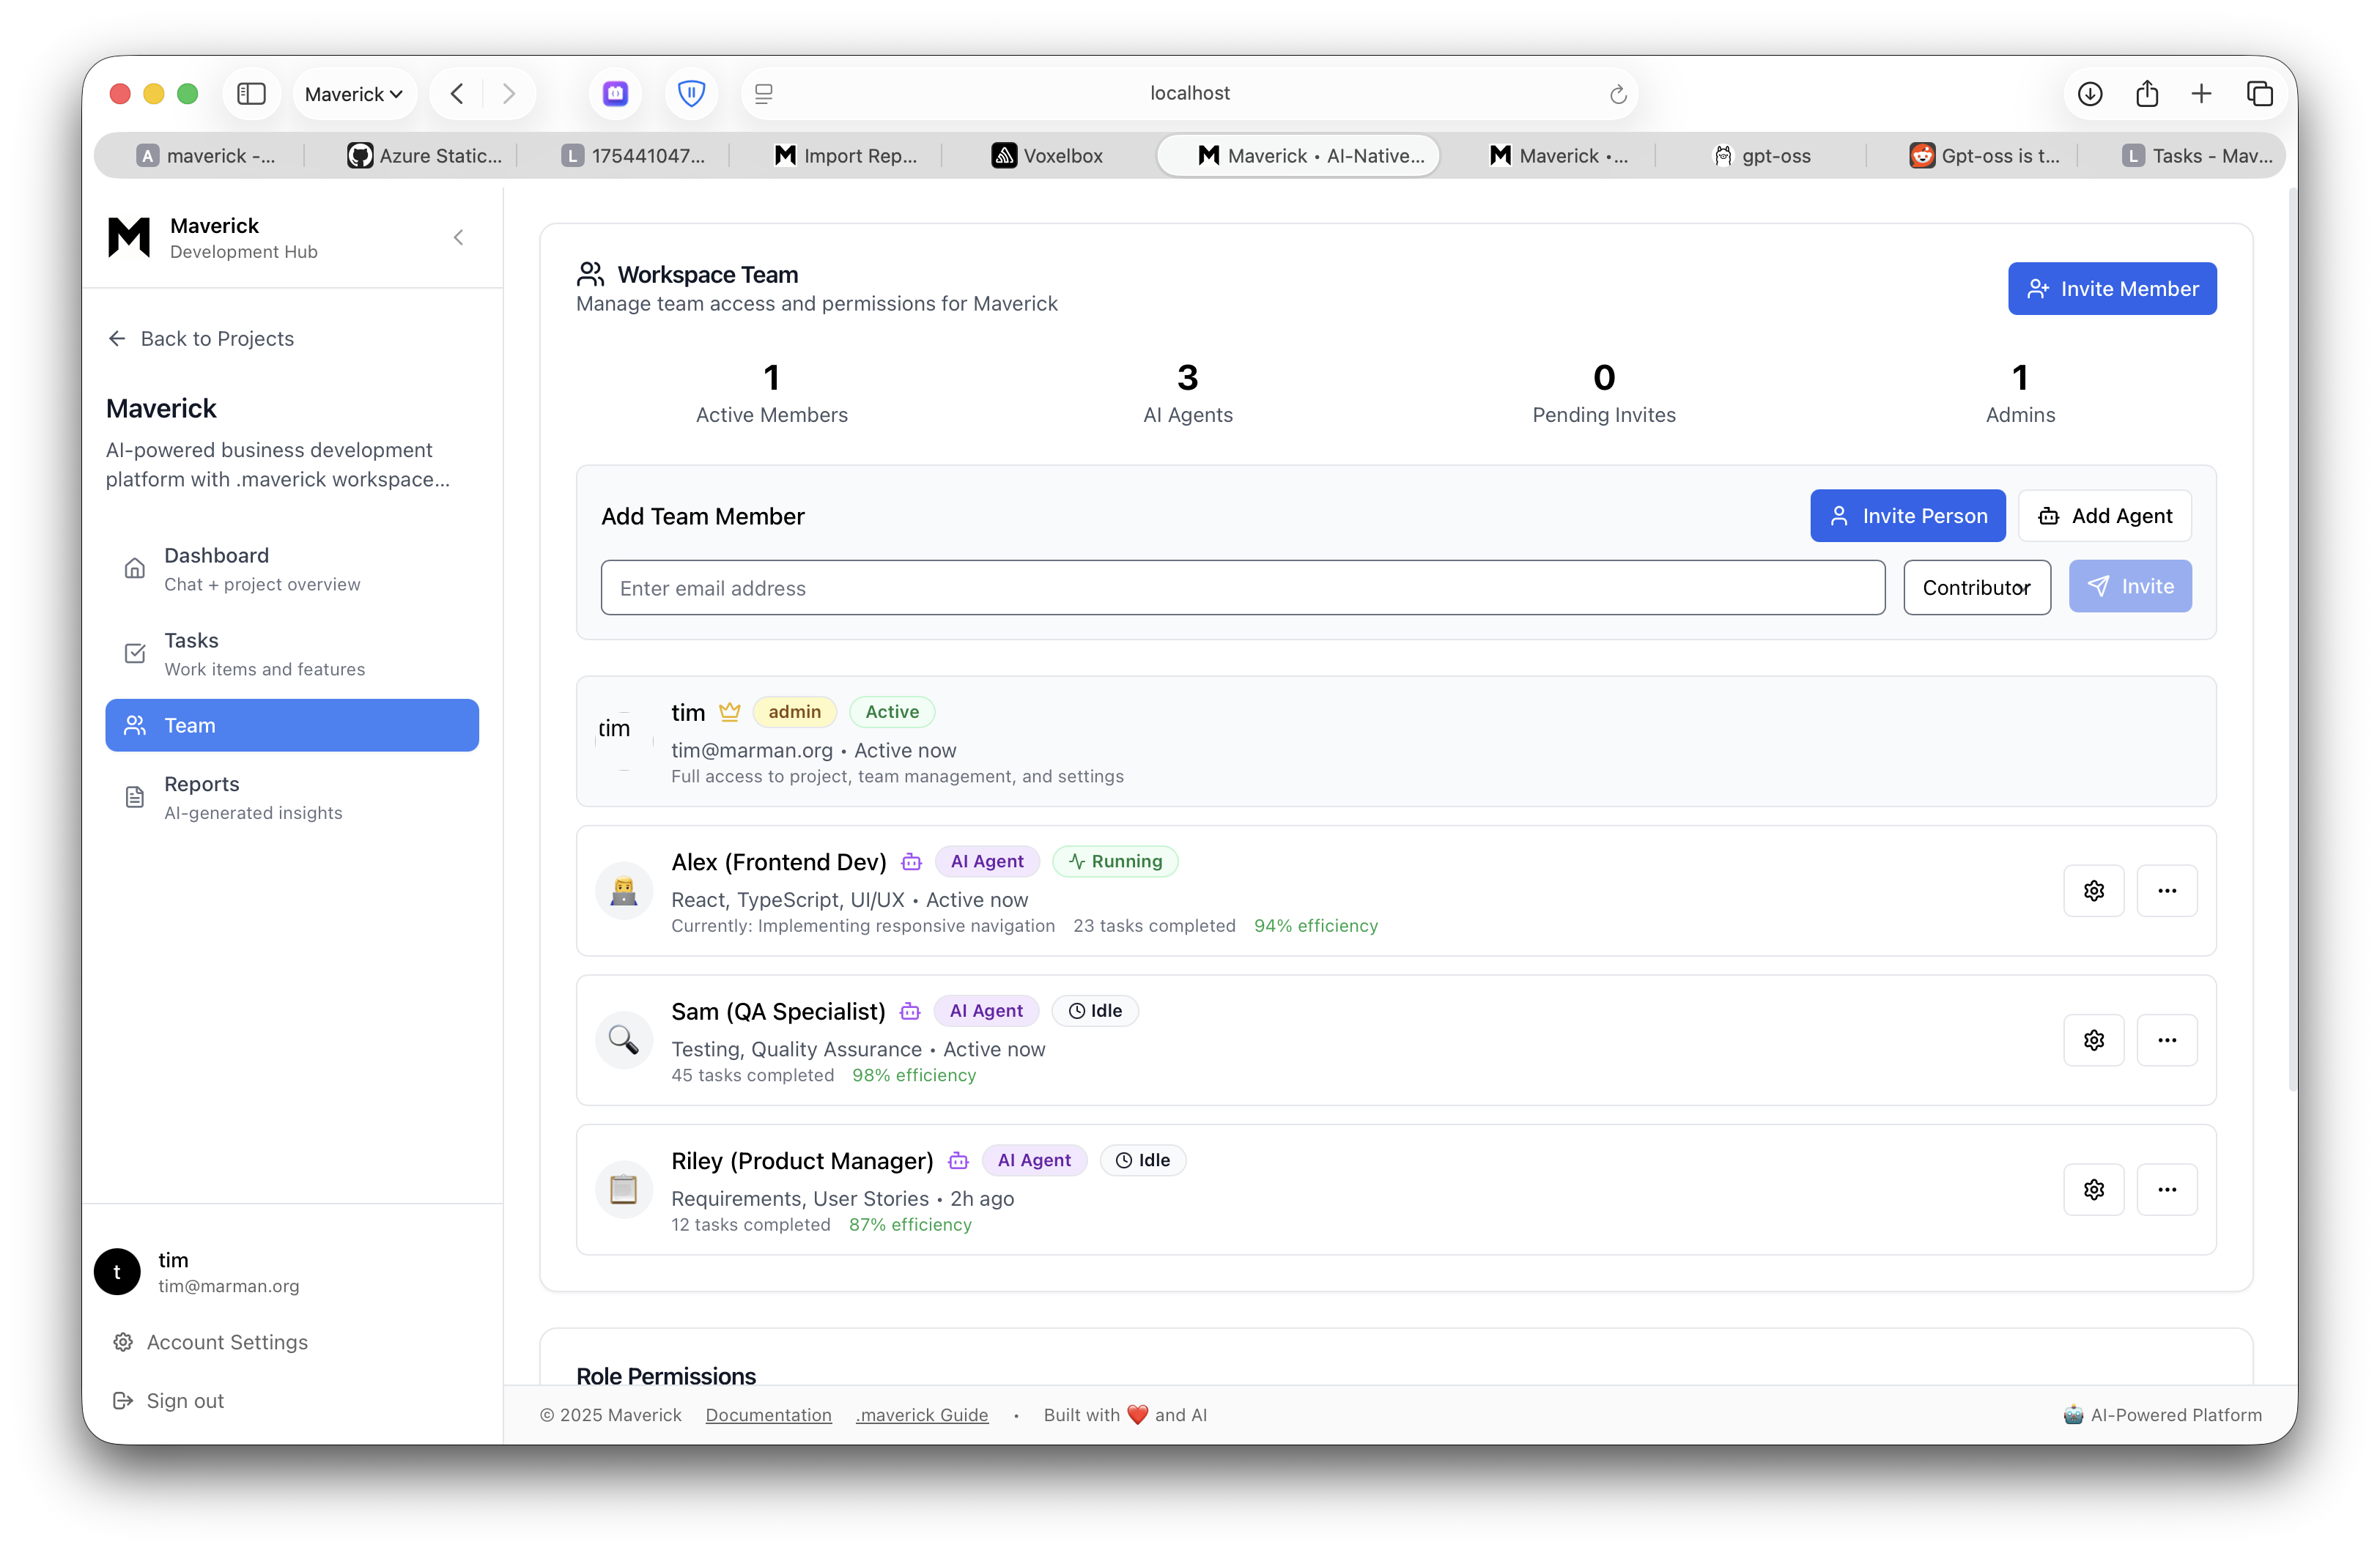 Maverick
localhost
maverick -...
Azure Static...
175441047...
Import Rep...
Voxelbox
Maverick • AI-Native...
Maverick •...
gpt-oss
Gpt-oss is t...
Tasks - Mav...
Maverick
Development Hub
Back to Projects
Maverick
AI-powered business development
platform with .maverick workspace...
Dashboard
Chat + project overview
Tasks
Work items and features
Team
Reports
AI-generated insights
t
tim
tim@marman.org
Account Settings
Sign out
Workspace Team
Manage team access and permissions for Maverick
Invite Member
1
Active Members
3
AI Agents
0
Pending Invites
1
Admins
Add Team Member
Invite Person
Add Agent
Enter email address
Contributor
Invite
tim
tim admin Active
tim@marman.org • Active now
Full access to project, team management, and settings
Alex (Frontend Dev) AI Agent Running
React, TypeScript, UI/UX • Active now
Currently: Implementing responsive navigation 23 tasks completed 94% efficiency
Sam (QA Specialist) AI Agent Idle
Testing, Quality Assurance • Active now
45 tasks completed 98% efficiency
Riley (Product Manager) AI Agent Idle
Requirements, User Stories • 2h ago
12 tasks completed 87% efficiency
Role Permissions
© 2025 Maverick Documentation .maverick Guide • Built with ❤️ and AI
🤖 AI-Powered Platform